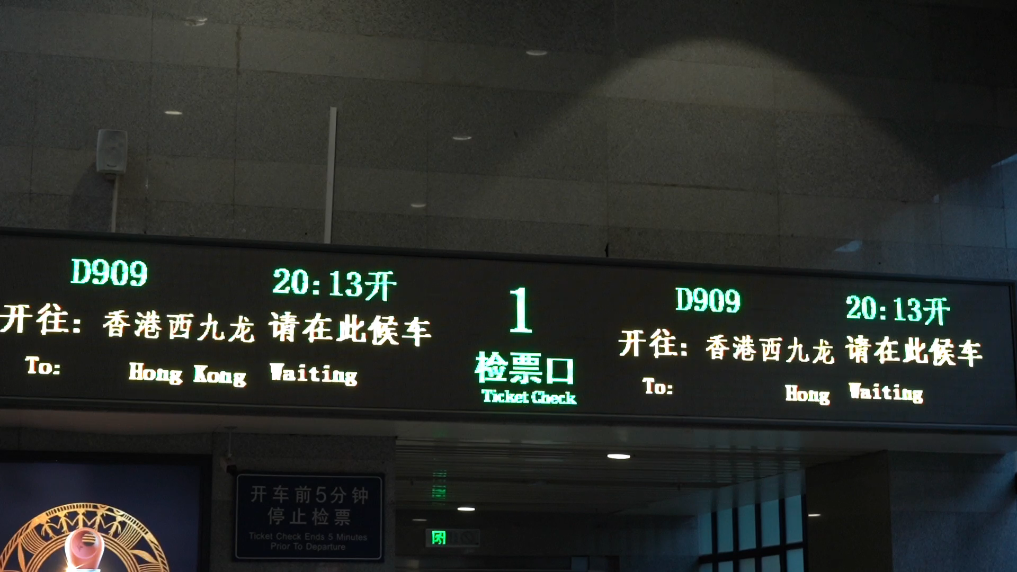 D909 20:13开
开往: 香港西九龙 请在此候车
To: Hong Kong Waiting
1
检票口
Ticket Check
D909 20:13开
开往: 香港西九龙 请在此候车
To: Hong Waiting
开车前5分钟
停止检票
Ticket Check Ends 5 Minutes
Prior To Departure